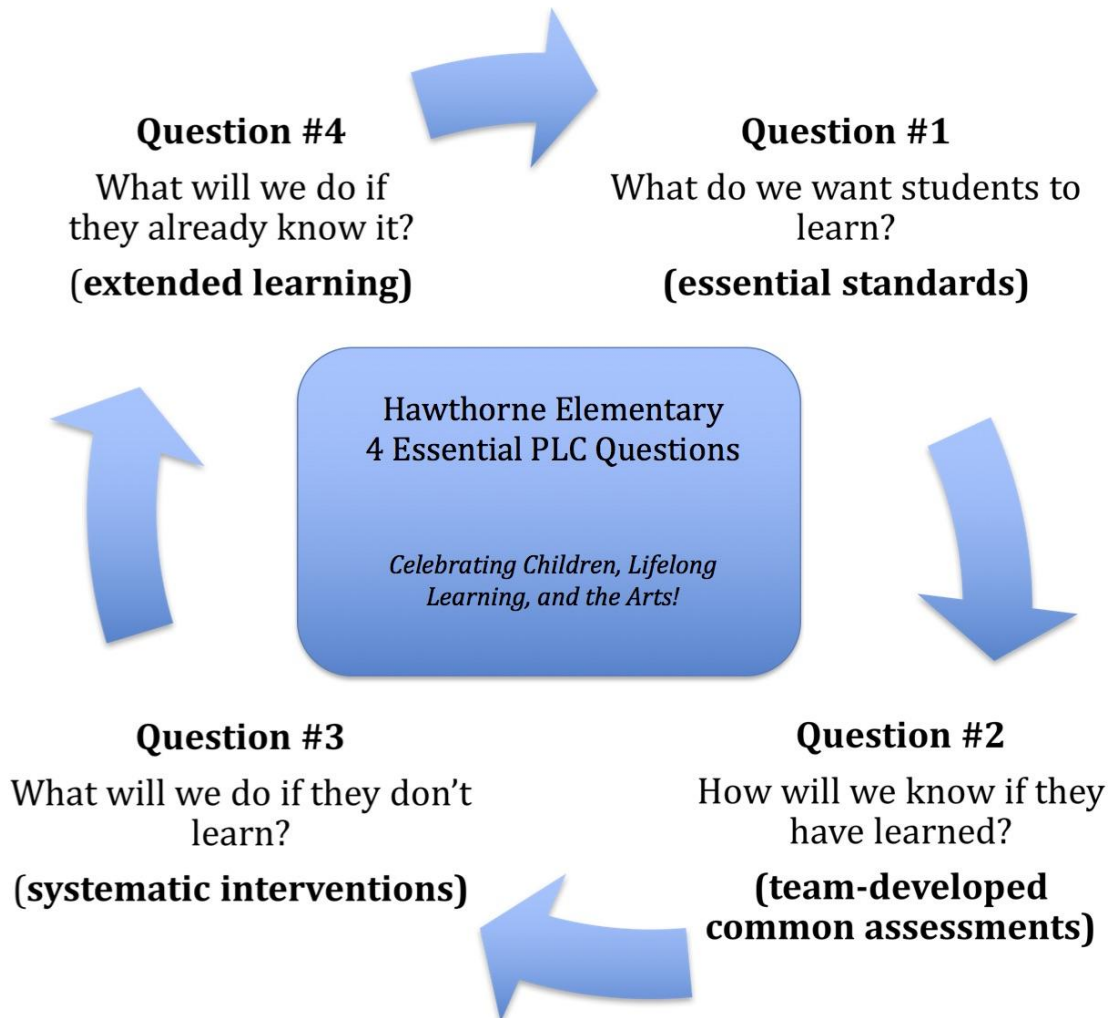 Question #4
What will we do if
they already know it?
(extended learning)
Question #1
What do we want students to
learn?
(essential standards)
Hawthorne Elementary
4 Essential PLC Questions
Celebrating Children, Lifelong
Learning, and the Arts!
Question #3
What will we do if they don’t
learn?
(systematic interventions)
Question #2
How will we know if they
have learned?
(team-developed
common assessments)